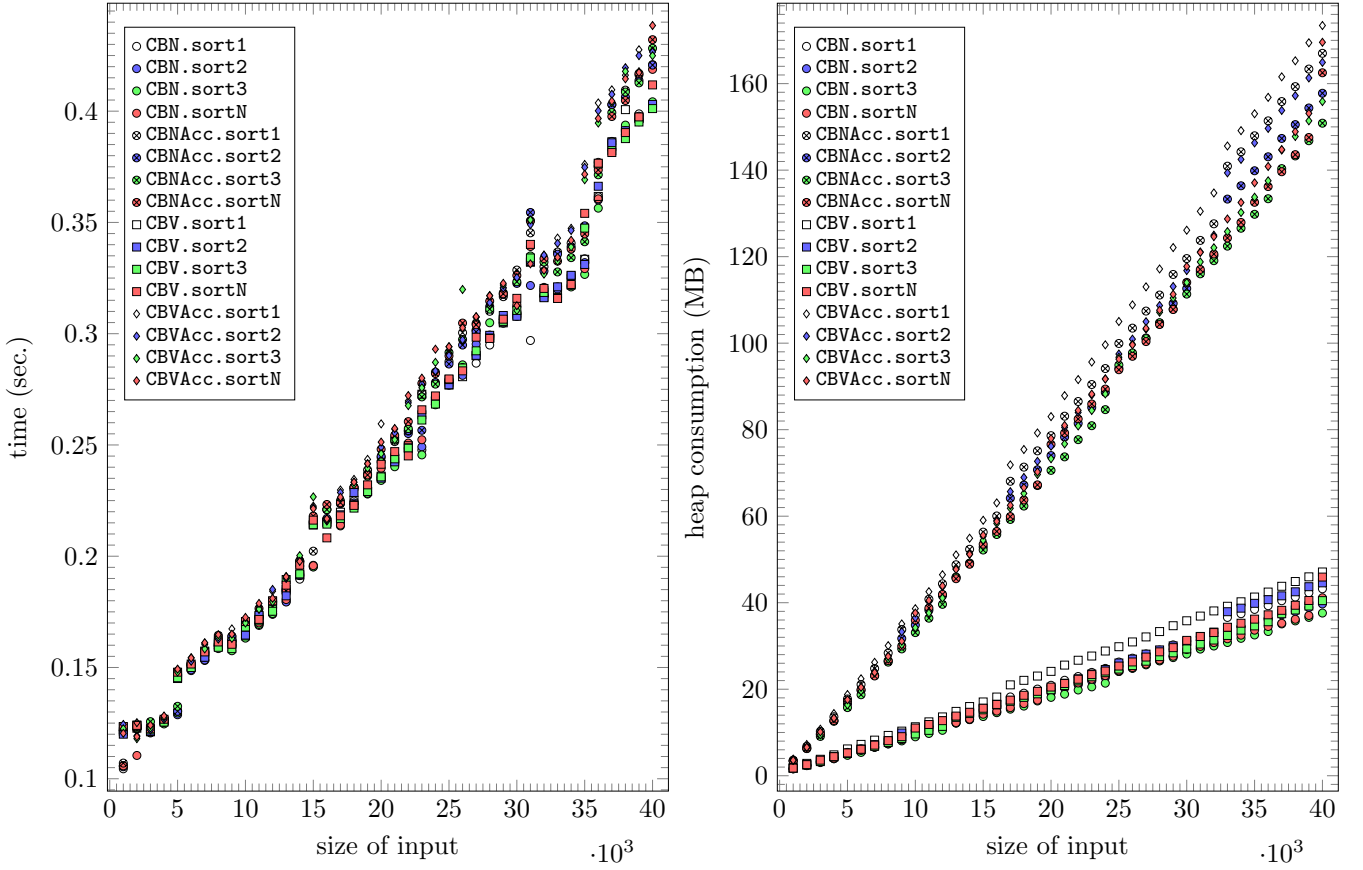 CBN.sort1
CBN.sort2
CBN.sort3
CBN.sortN
CBNAcc.sort1
CBNAcc.sort2
CBNAcc.sort3
CBNAcc.sortN
CBV.sort1
CBV.sort2
CBV.sort3
CBV.sortN
CBVAcc.sort1
CBVAcc.sort2
CBVAcc.sort3
CBVAcc.sortN
0.4
0.35
0.3
0.25
0.2
0.15
0.1
time (sec.)
0 5 10 15 20 25 30 35 40
size of input
·10³
CBN.sort1
CBN.sort2
CBN.sort3
CBN.sortN
CBNAcc.sort1
CBNAcc.sort2
CBNAcc.sort3
CBNAcc.sortN
CBV.sort1
CBV.sort2
CBV.sort3
CBV.sortN
CBVAcc.sort1
CBVAcc.sort2
CBVAcc.sort3
CBVAcc.sortN
160
140
120
100
80
60
40
20
0
heap consumption (MB)
0 5 10 15 20 25 30 35 40
size of input
·10³